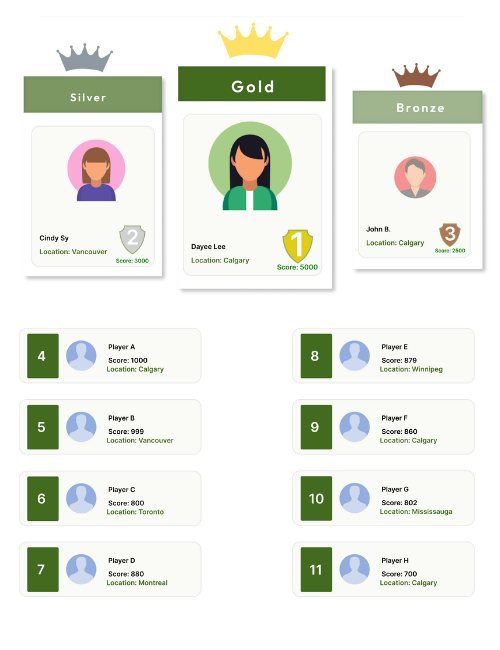 Silver
Cindy Sy
Location: Vancouver
2
Score: 3000
Gold
Dayee Lee
Location: Calgary
1
Score: 5000
Bronze
John B.
Location: Calgary
3
Score: 2500
4
Player A
Score: 1000
Location: Calgary
5
Player B
Score: 999
Location: Vancouver
6
Player C
Score: 800
Location: Toronto
7
Player D
Score: 880
Location: Montreal
8
Player E
Score: 879
Location: Winnipeg
9
Player F
Score: 860
Location: Calgary
10
Player G
Score: 802
Location: Mississauga
11
Player H
Score: 700
Location: Calgary